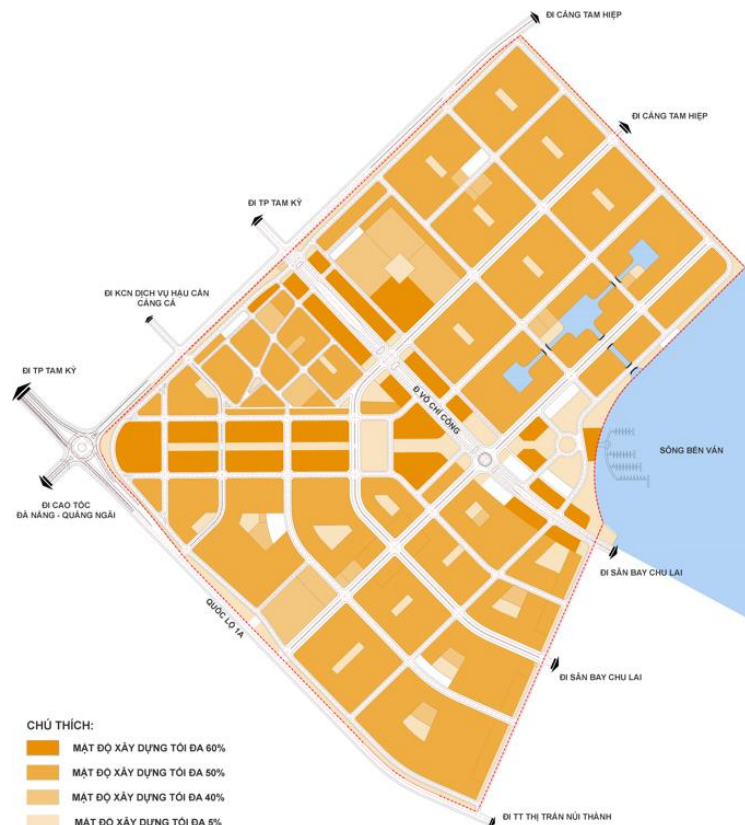 ĐI CẢNG TAM HIỆP
ĐI CẢNG TAM HIỆP
ĐI TP TAM KỲ
ĐI KCN DỊCH VỤ HẬU CẦN
CẢNG CÁ
ĐI TP TAM KỲ
Đ.VÕ CHÍ CÔNG
SÔNG BẾN VÁN
ĐI CAO TỐC
ĐÀ NẴNG - QUẢNG NGÃI
ĐI SÂN BAY CHU LAI
QUỐC LỘ 1A
ĐI SÂN BAY CHU LAI
CHÚ THÍCH:
MẬT ĐỘ XÂY DỰNG TỐI ĐA 60%
MẬT ĐỘ XÂY DỰNG TỐI ĐA 50%
MẬT ĐỘ XÂY DỰNG TỐI ĐA 40%
MẬT ĐỘ XÂY DỰNG TỐI ĐA 5%
ĐI TT THỊ TRẤN NÚI THÀNH